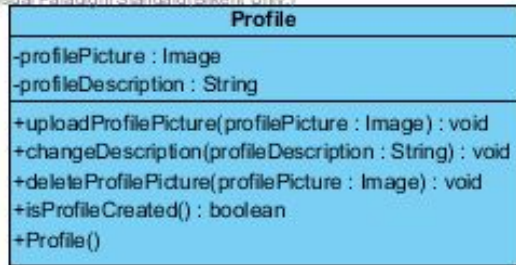 Profile
-profilePicture : Image
-profileDescription : String
+uploadProfilePicture(profilePicture : Image) : void
+changeDescription(profileDescription : String) : void
+deleteProfilePicture(profilePicture : Image) : void
+isProfileCreated() : boolean
+Profile()